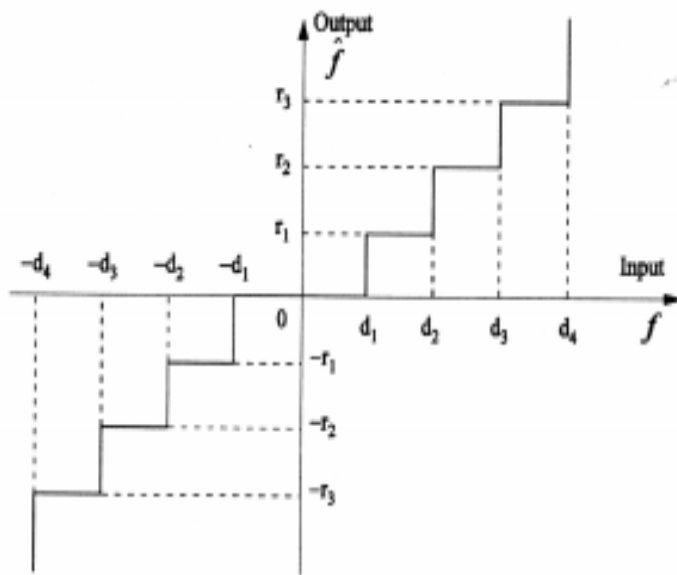 Output
f̂
r₃
r₂
r₁
−d₄ −d₃ −d₂ −d₁
Input
0 d₁ d₂ d₃ d₄ f
−r₁
−r₂
−r₃